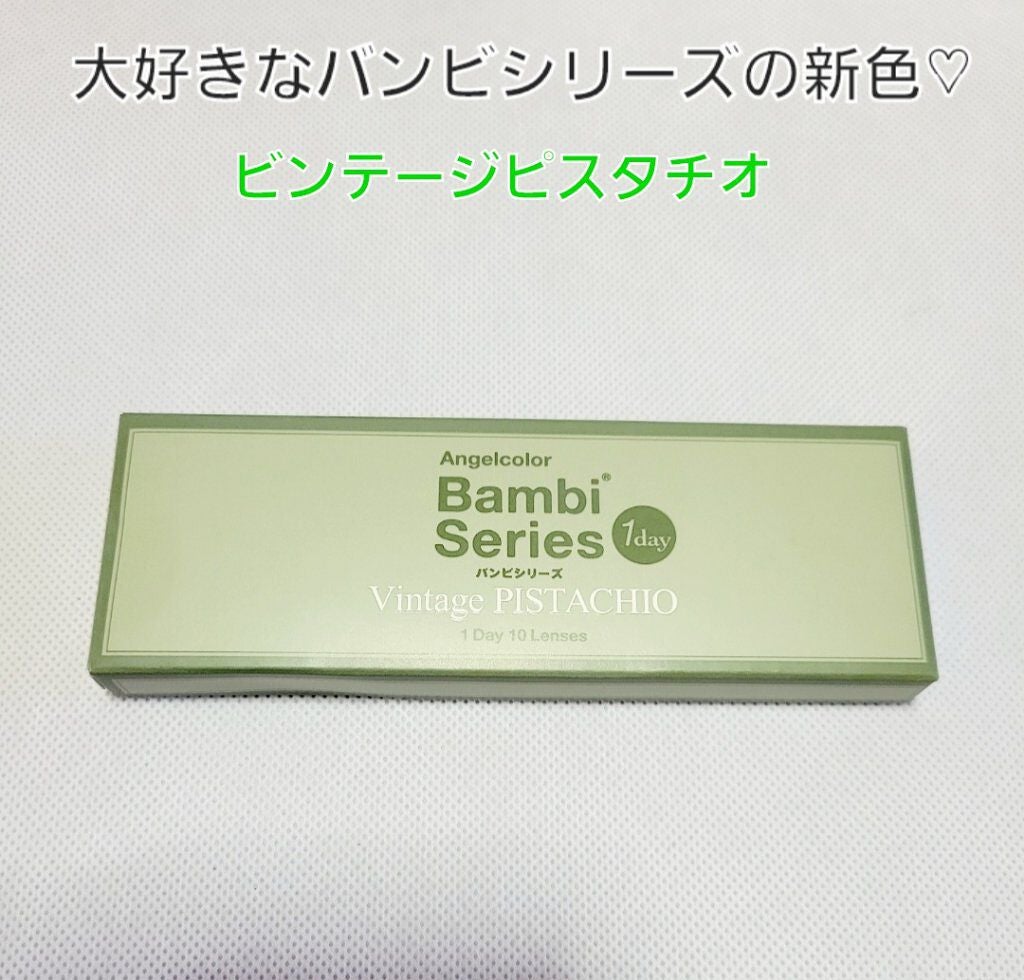 大好きなバンビシリーズの新色♡
ビンテージピスタチオ
Angelcolor
Bambi®
Series 1day
バンビシリーズ
Vintage PISTACHIO
1 Day 10 Lenses